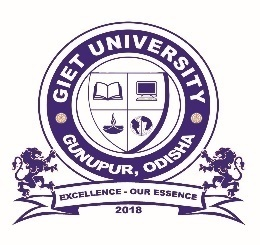 GIET UNIVERSITY
GUNUPUR, ODISHA
EXCELLENCE - OUR ESSENCE
2018